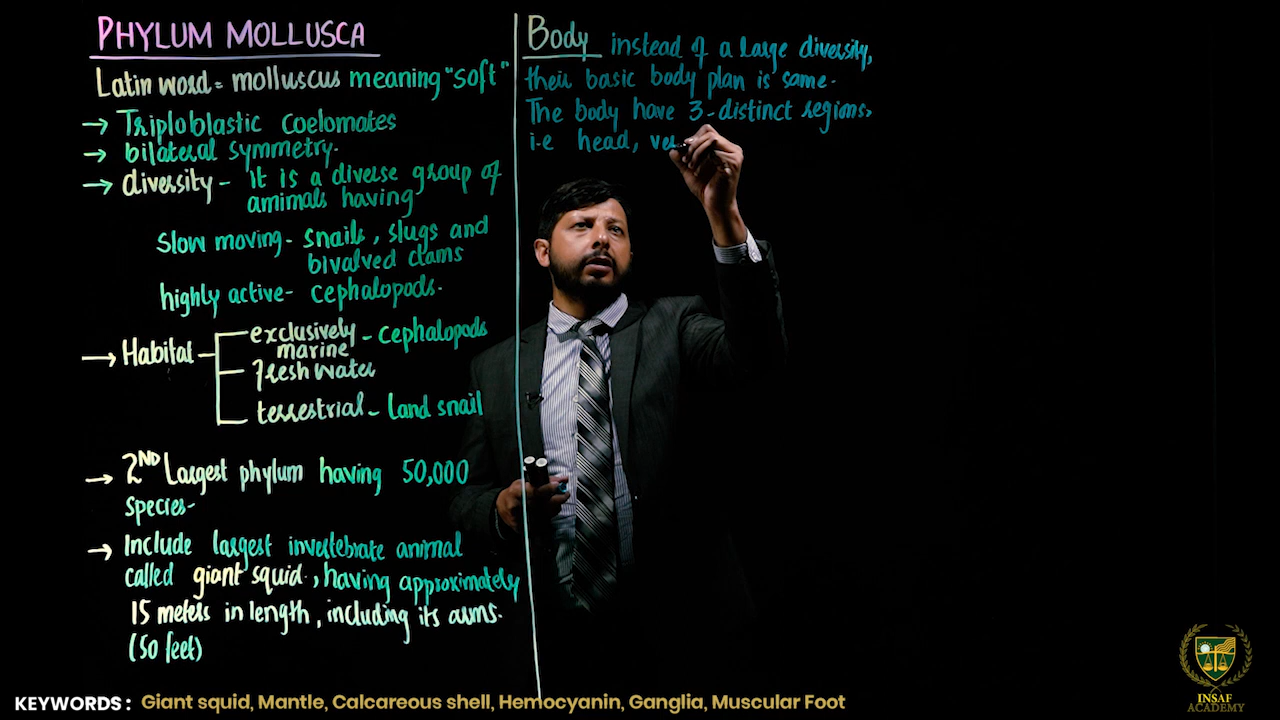 PHYLUM MOLLUSCA
Latin word = molluscus meaning "soft"
→ Triploblastic Coelomates
→ bilateral symmetry.
→ diversity - It is a diverse group of
animals having
slow moving - snails, slugs and
bivalved clams
highly active - cephalopods.
→ Habital
exclusively - cephalopods
marine
fresh water
terrestrial - land snail
→ 2ND Largest phylum having 50,000
species-
→ Include largest invertebrate animal
called giant squid, having approximately
15 meters in length, including its arms.
(50 feet)
Body instead of a large diversity,
their basic body plan is same.
The body have 3-distinct regions,
i.e head,
KEYWORDS : Giant squid, Mantle, Calcareous shell, Hemocyanin, Ganglia, Muscular Foot
INSAF
ACADEMY